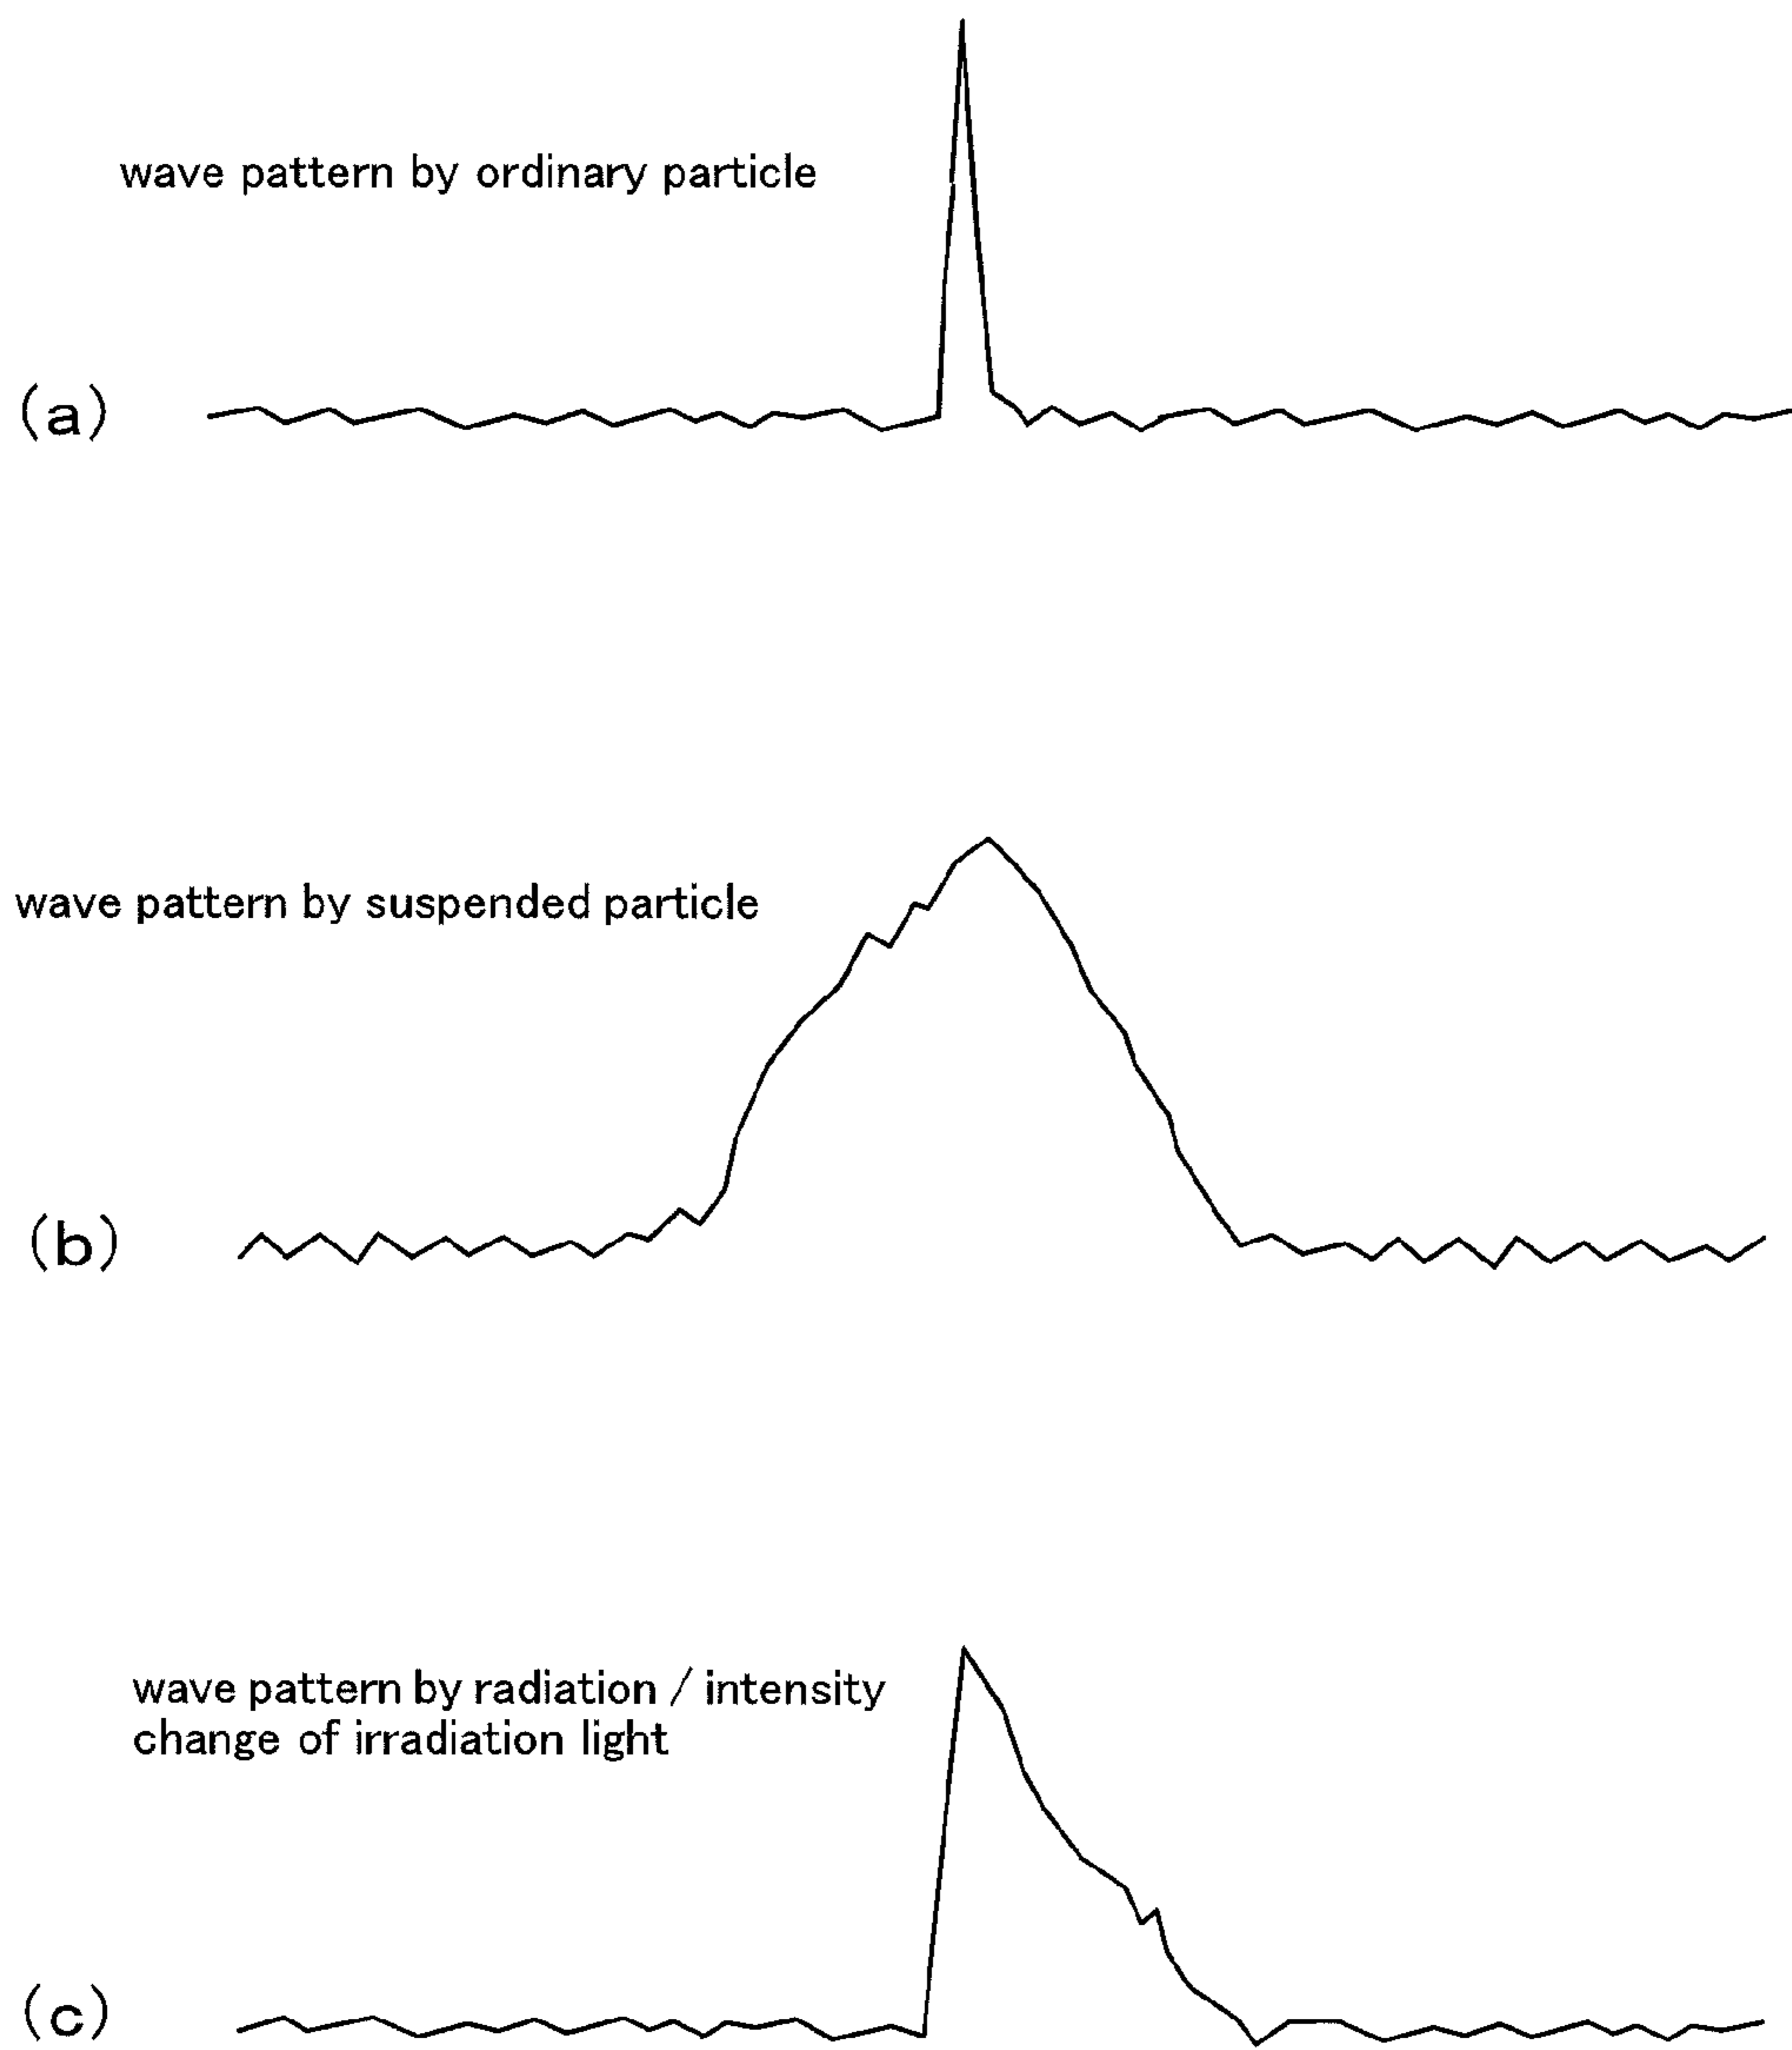 wave pattern by ordinary particle
(a)
wave pattern by suspended particle
(b)
wave pattern by radiation / intensity
change of irradiation light
(c)